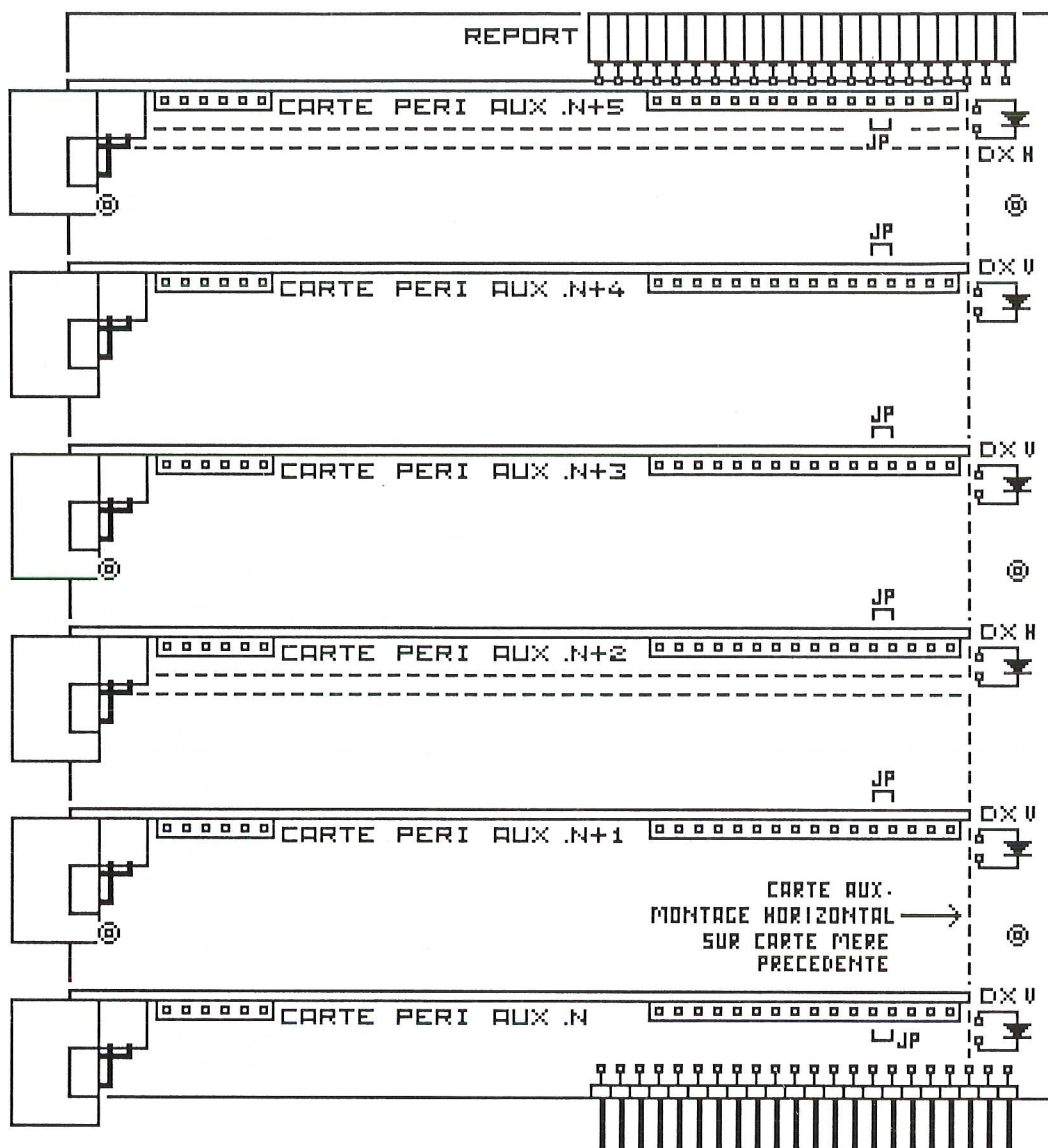 REPORT
CARTE PERI AUX .N+5
JP
DX H
JP
DX V
CARTE PERI AUX .N+4
JP
DX V
CARTE PERI AUX .N+3
JP
DX H
CARTE PERI AUX .N+2
JP
DX V
CARTE PERI AUX .N+1
CARTE AUX.
MONTAGE HORIZONTAL
SUR CARTE MERE
PRECEDENTE
DX V
CARTE PERI AUX .N
JP